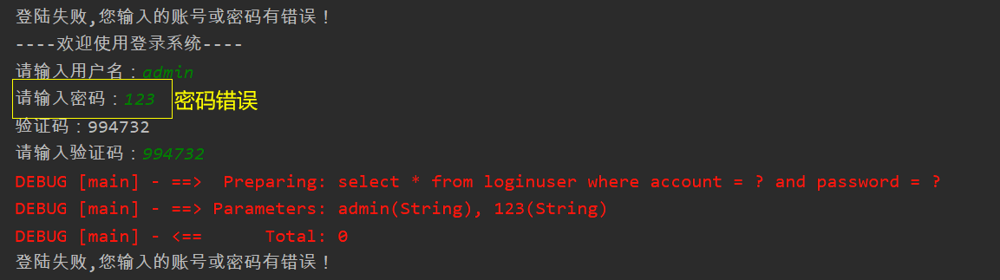 登陆失败,您输入的账号或密码有错误！
----欢迎使用登录系统----
请输入用户名：admin
请输入密码：123 密码错误
验证码：994732
请输入验证码：994732
DEBUG [main] - ==>  Preparing: select * from loginuser where account = ? and password = ?
DEBUG [main] - ==> Parameters: admin(String), 123(String)
DEBUG [main] - <==      Total: 0
登陆失败,您输入的账号或密码有错误！